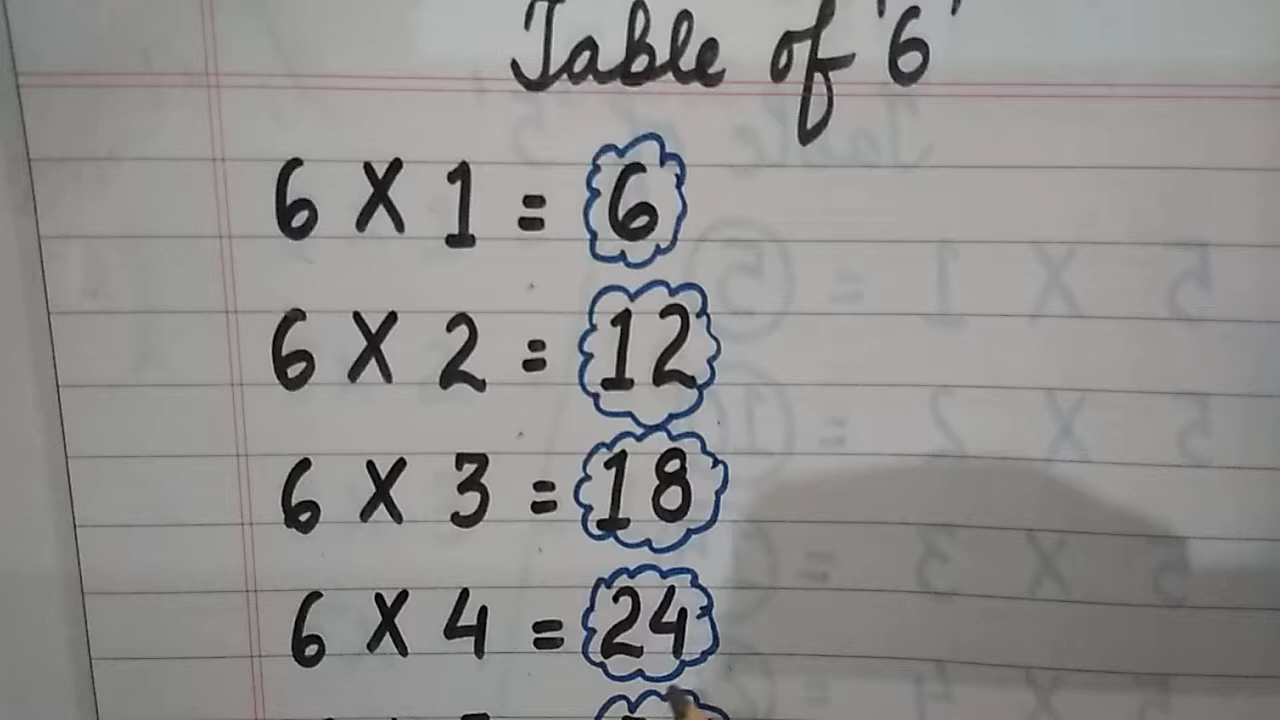 Table of '6'
6 X 1 = 6
6 X 2 = 12
6 X 3 = 18
6 X 4 = 24